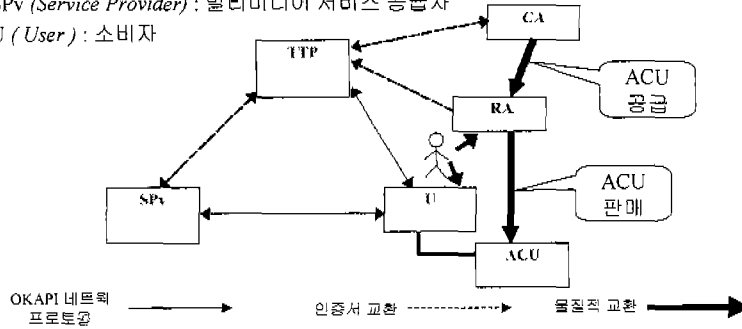 SPv (Service Provider) : 멀티미디어 서비스 공급자
U ( User ) : 소비자
CA
TTP
ACU
공급
RA
ACU
판매
SPv
U
ACU
OKAPI 네트웍
프로토콜
인증서 교환
물질적 교환